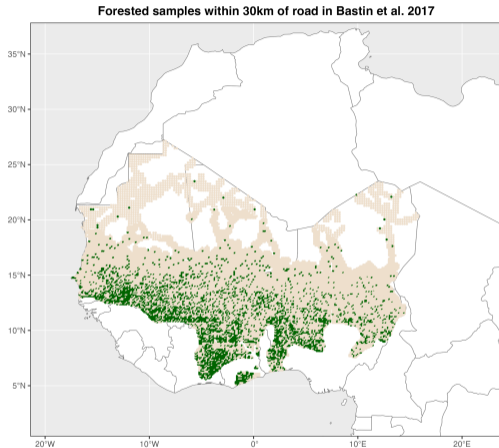 Forested samples within 30km of road in Bastin et al. 2017
35°N
30°N
25°N
20°N
15°N
10°N
5°N
20°W
10°W
0°
10°E
20°E